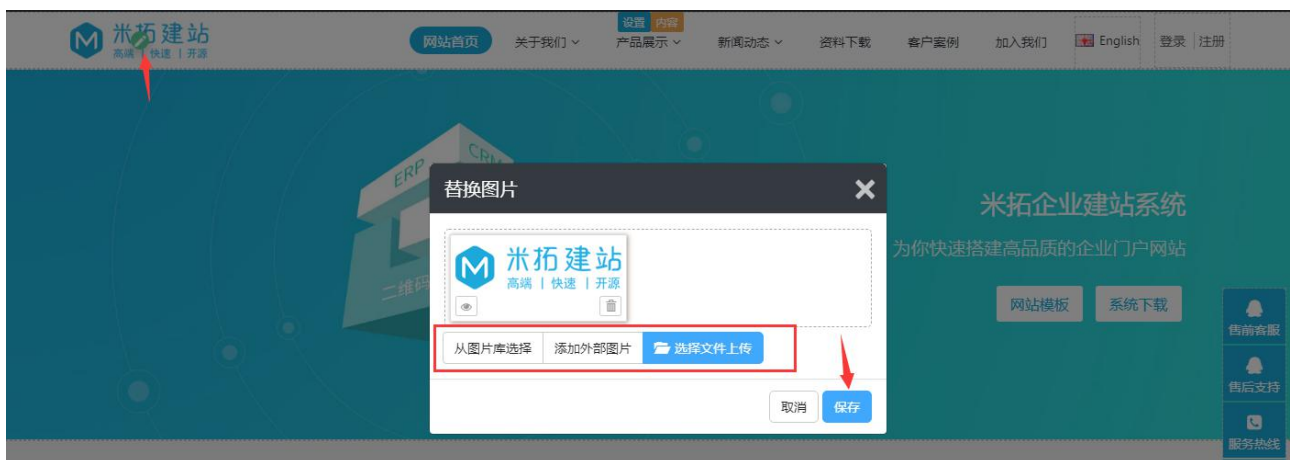 米拓建站
高端 | 快速 | 开源
网站首页
关于我们
设置 内容
产品展示
新闻动态
资料下载
客户案例
加入我们
English
登录 | 注册
ERP
CRM
二维码
替换图片
米拓建站
高端 | 快速 | 开源
从图片库选择
添加外部图片
选择文件上传
取消
保存
米拓企业建站系统
为你快速搭建高品质的企业门户网站
网站模板
系统下载
售前客服
售后支持
服务热线